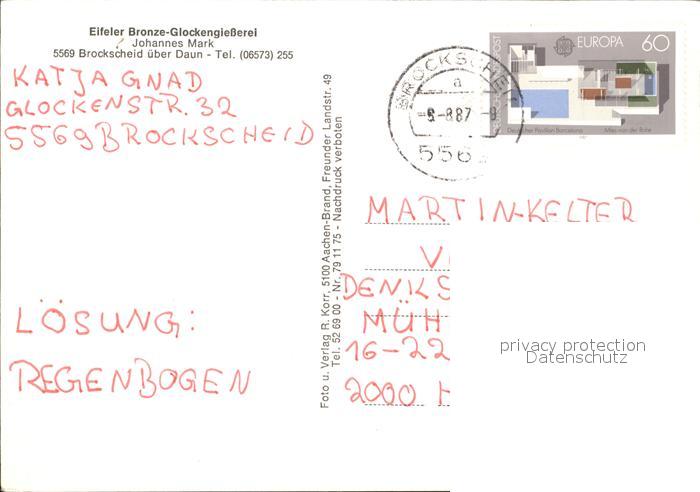 Eifeler Bronze-Glockengießerei
Johannes Mark
5569 Brockscheid über Daun - Tel. (06573) 255
KATJA GNAD
GLOCKENSTR. 32
5569 BROCKSCHEID
LÖSUNG:
REGENBOGEN
Foto u. Verlag R. Korr, 5100 Aachen-Brand, Freunder Landstr. 49
Tel. 52 69 00 - Nr. 79 11 75 - Nachdruck verboten
BROCKSCHE
a
-8.87
556
EUROPA 60
Deutscher Pavillon Barcelona
Mies van der Rohe
MARTIN-KELTER
V
DENKS
MÜH
16-22
2000 H
privacy protection
Datenschutz